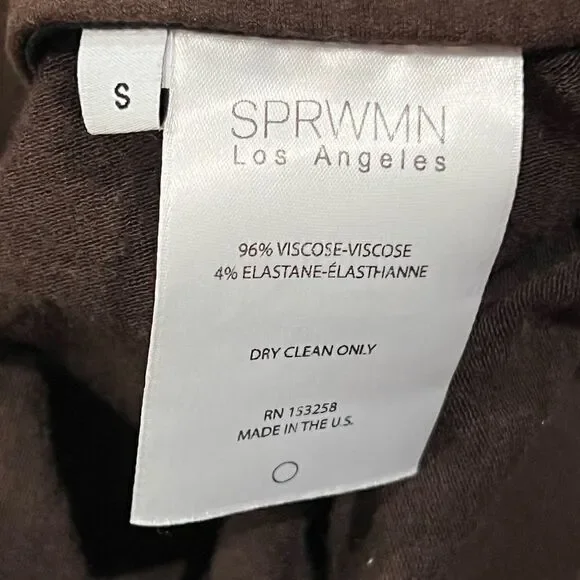 S
SPRWMN
Los Angeles
96% VISCOSE-VISCOSE
4% ELASTANE-ÉLASTHANNE
DRY CLEAN ONLY
RN 153258
MADE IN THE U.S.